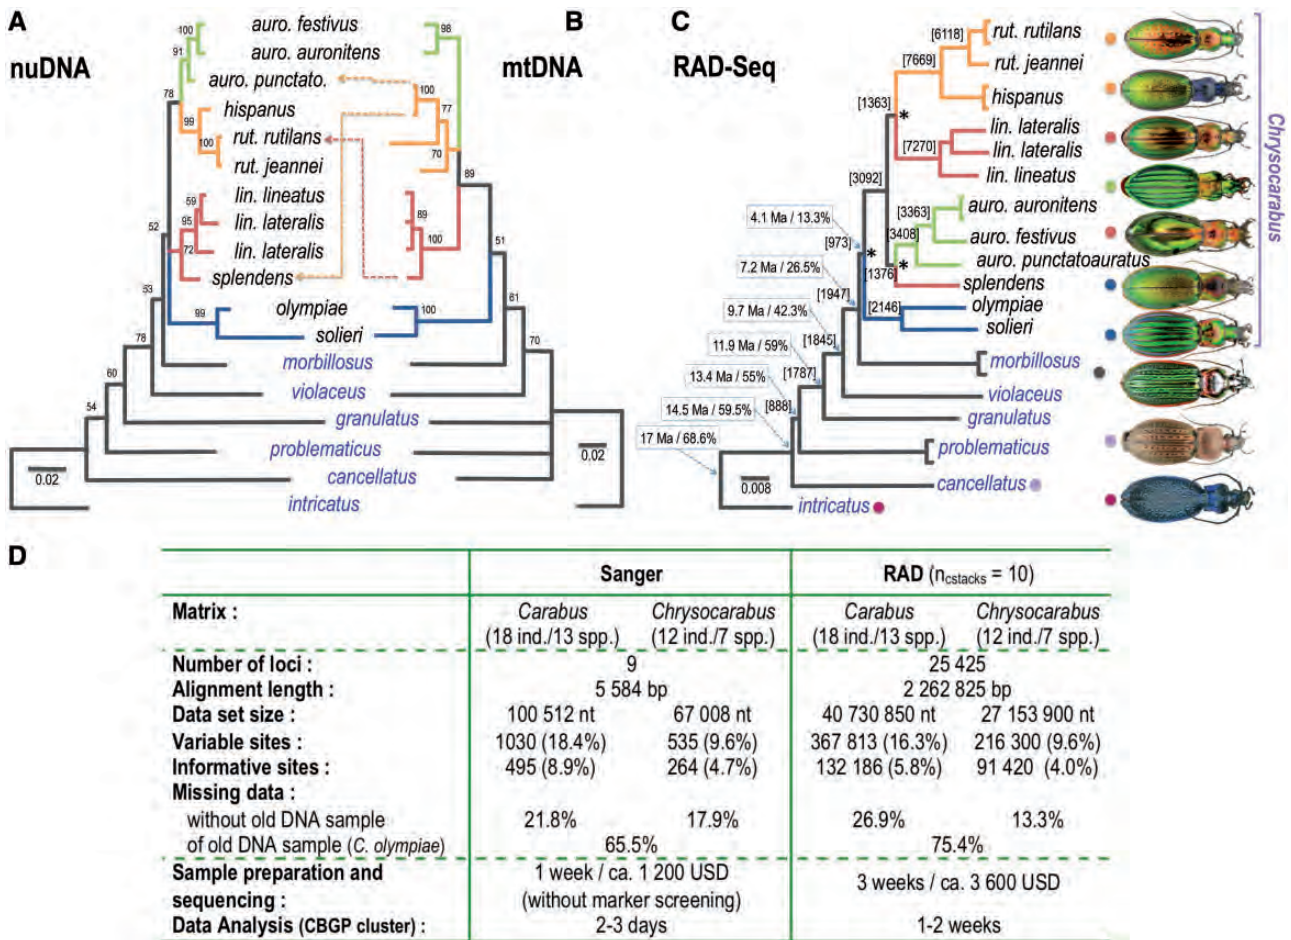 A
nuDNA
B
mtDNA
C
RAD-Seq
auro. festivus
auro. auronitens
auro. punctato.
hispanus
rut. rutilans
rut. jeannei
lin. lineatus
lin. lateralis
lin. lateralis
splendens
olympiae
solieri
morbillosus
violaceus
granulatus
problematicus
cancellatus
intricatus
100
91
78
99
100
52
59
95
72
53
99
78
60
54
0.02
98
100
77
70
89
89
100
51
100
61
70
0.02
[6118]
[7669]
[1363]
*
[7270]
[3092]
[3363]
[3408]
4.1 Ma / 13.3%
[973]
*
*
[1376]
7.2 Ma / 26.5%
[1947]
[2146]
9.7 Ma / 42.3%
[1845]
11.9 Ma / 59%
[1787]
13.4 Ma / 55%
[888]
14.5 Ma / 59.5%
17 Ma / 68.6%
0.008
rut. rutilans
rut. jeannei
hispanus
lin. lateralis
lin. lateralis
lin. lineatus
auro. auronitens
auro. festivus
auro. punctatoauratus
splendens
olympiae
solieri
morbillosus
violaceus
granulatus
problematicus
cancellatus
intricatus
Chrysocarabus
D
Sanger RAD (ncstacks = 10)
Matrix : Carabus Chrysocarabus Carabus Chrysocarabus
(18 ind./13 spp.) (12 ind./7 spp.) (18 ind./13 spp.) (12 ind./7 spp.)
Number of loci : 9 25 425
Alignment length : 5 584 bp 2 262 825 bp
Data set size : 100 512 nt 67 008 nt 40 730 850 nt 27 153 900 nt
Variable sites : 1030 (18.4%) 535 (9.6%) 367 813 (16.3%) 216 300 (9.6%)
Informative sites : 495 (8.9%) 264 (4.7%) 132 186 (5.8%) 91 420 (4.0%)
Missing data :
without old DNA sample 21.8% 17.9% 26.9% 13.3%
of old DNA sample (C. olympiae) 65.5% 75.4%
Sample preparation and 1 week / ca. 1 200 USD 3 weeks / ca. 3 600 USD
sequencing : (without marker screening)
Data Analysis (CBGP cluster) : 2-3 days 1-2 weeks